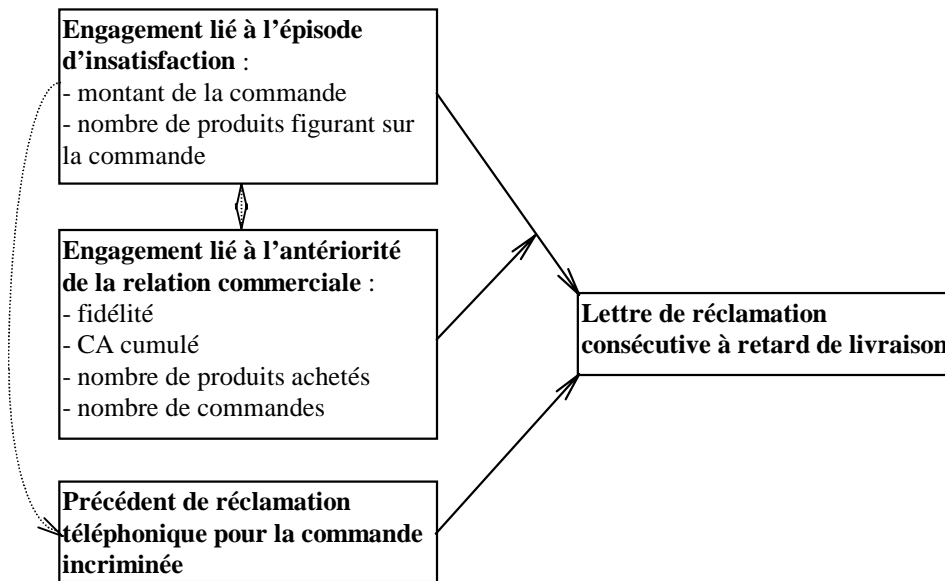 Engagement lié à l’épisode
d’insatisfaction :
- montant de la commande
- nombre de produits figurant sur
la commande
Engagement lié à l’antériorité
de la relation commerciale :
- fidélité
- CA cumulé
- nombre de produits achetés
- nombre de commandes
Lettre de réclamation
consécutive à retard de livraison
Précédent de réclamation
téléphonique pour la commande
incriminée